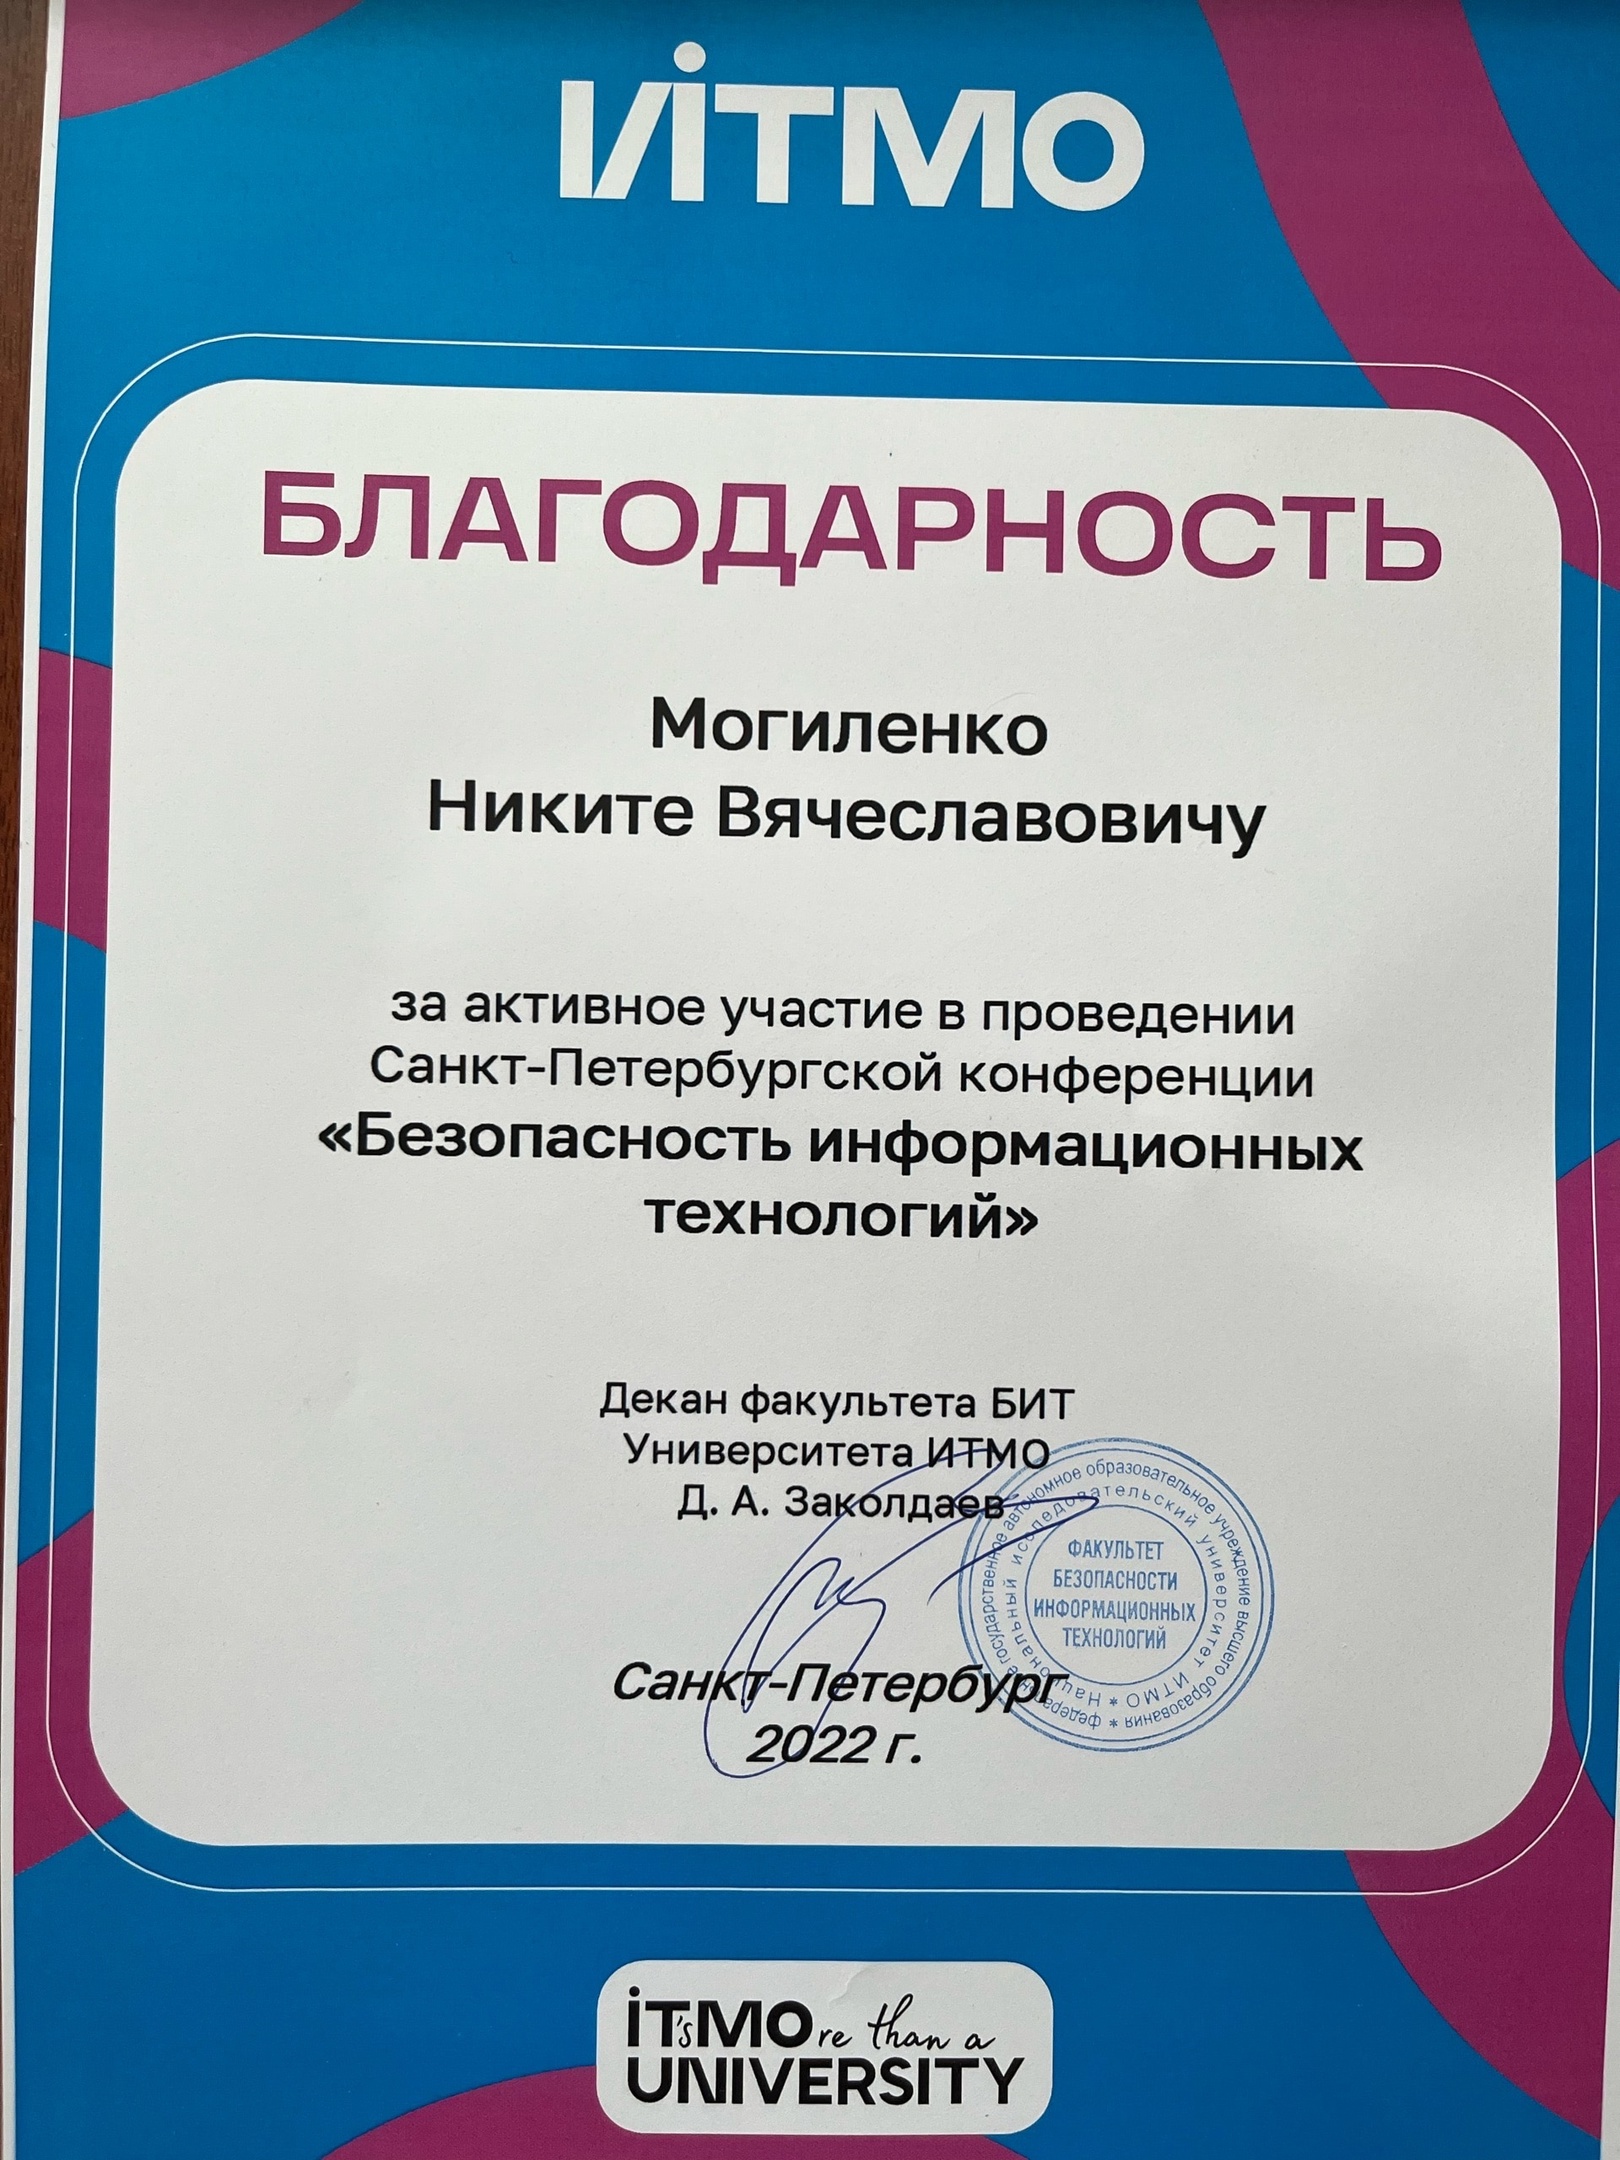 ИТМО
БЛАГОДАРНОСТЬ
Могиленко
Никите Вячеславовичу
за активное участие в проведении
Санкт-Петербургской конференции
«Безопасность информационных
технологий»
Декан факультета БИТ
Университета ИТМО
Д. А. Заколдаев
федеральное государственное автономное образовательное учреждение высшего образования *
Национальный исследовательский университет ИТМО *
ФАКУЛЬТЕТ
БЕЗОПАСНОСТИ
ИНФОРМАЦИОННЫХ
ТЕХНОЛОГИЙ
Санкт-Петербург
2022 г.
iT'sMOre than a
UNIVERSITY